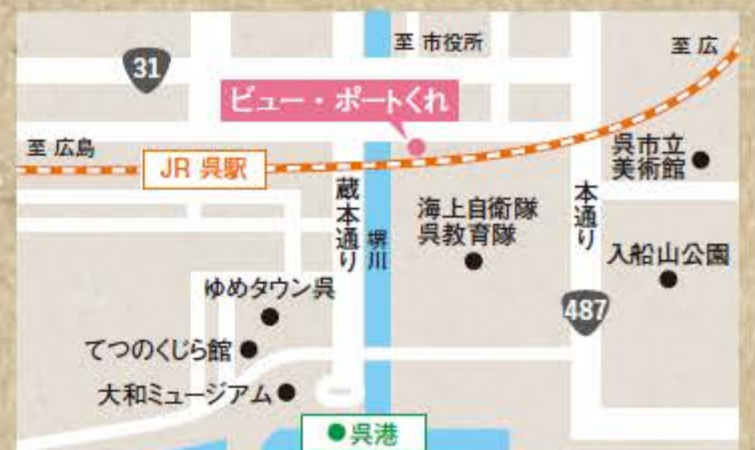 至 市役所
至 広
31
ビュー・ポートくれ
至 広島
JR 呉駅
呉市立
美術館
蔵本通り
堺川
海上自衛隊
呉教育隊
本通り
入船山公園
ゆめタウン呉
487
てつのくじら館
大和ミュージアム
呉港